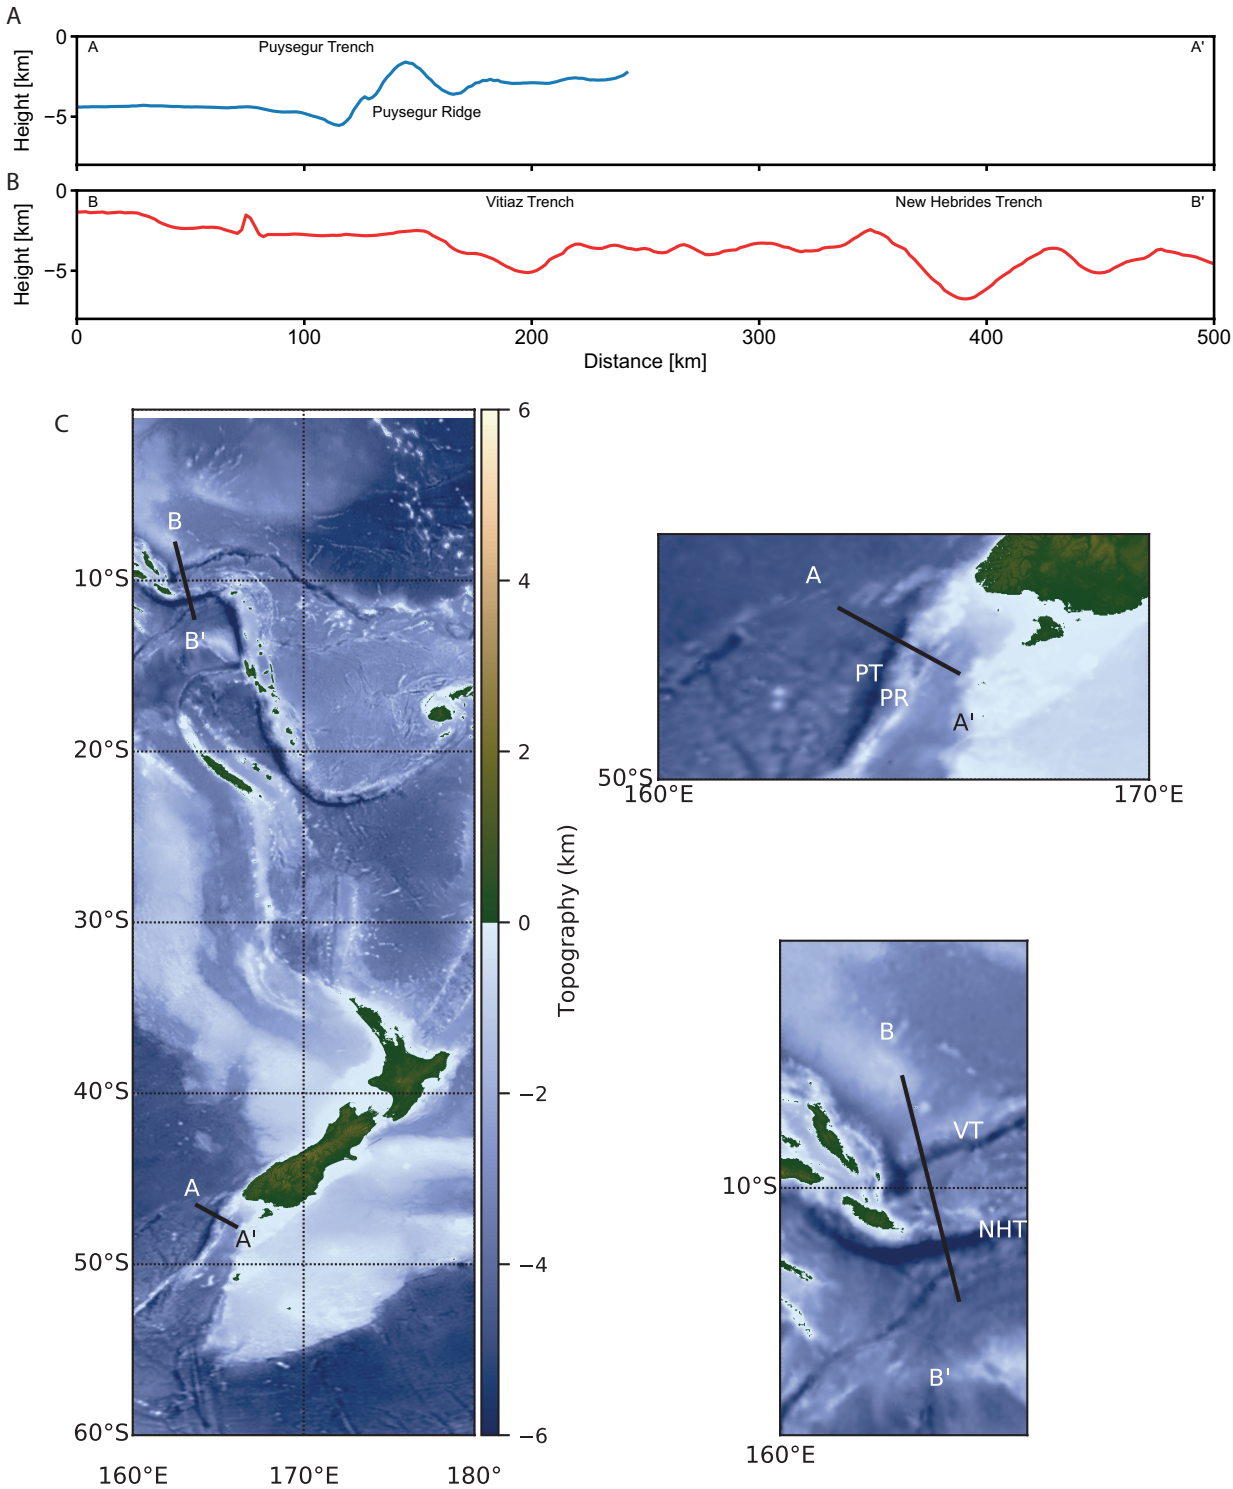 A
0
−5
Height [km]
A
Puysegur Trench
A'
Puysegur Ridge
B
0
−5
Height [km]
B
Vitiaz Trench
New Hebrides Trench
B'
0
100
200
300
400
500
Distance [km]
C
B
B'
A
A'
10°S
20°S
30°S
40°S
50°S
60°S
160°E
170°E
180°
6
4
2
0
−2
−4
−6
Topography (km)
A
PT
PR
A'
50°S
160°E
170°E
B
VT
10°S
NHT
B'
160°E